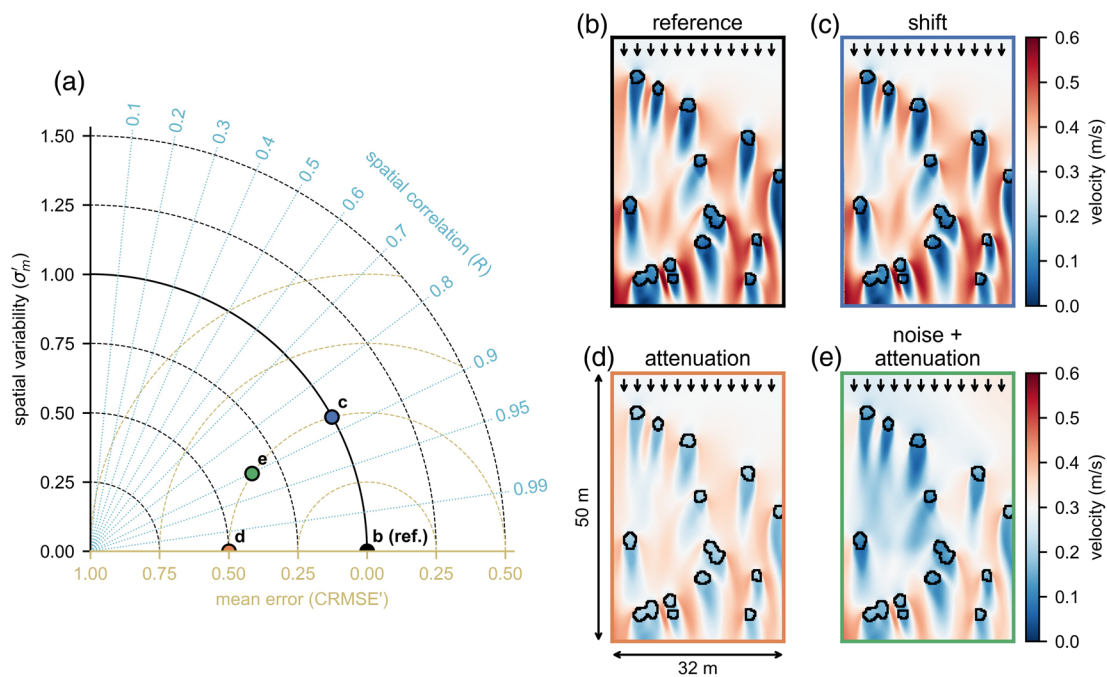 (a)
0.1
0.2
0.3
0.4
0.5
0.6
0.7
0.8
0.9
0.95
0.99
spatial correlation (R)
1.50
1.25
1.00
0.75
0.50
0.25
0.00
spatial variability (σ′m)
c
e
d
b (ref.)
1.00
0.75
0.50
0.25
0.00
0.25
0.50
mean error (CRMSE')
(b)
reference
(c)
shift
0.6
0.5
0.4
0.3
0.2
0.1
0.0
velocity (m/s)
(d)
attenuation
50 m
32 m
(e)
noise +
attenuation
0.6
0.5
0.4
0.3
0.2
0.1
0.0
velocity (m/s)